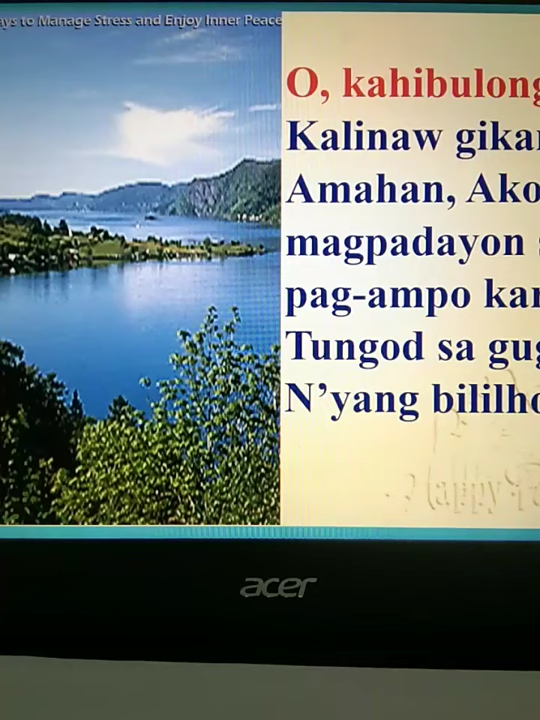 ays to Manage Stress and Enjoy Inner Peace
O, kahibulong
Kalinaw gikan
Amahan, Ako
magpadayon s
pag-ampo kan
Tungod sa gug
N'yang bililho
Happy
acer